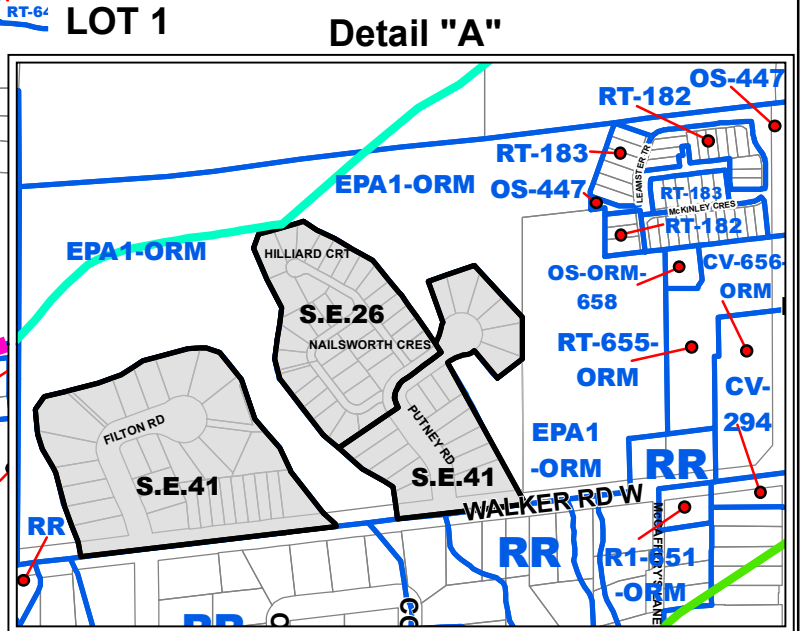 RT-64
LOT 1
Detail "A"
OS-447
RT-182
RT-183
LEAMSTER TR
EPA1-ORM
OS-447
RT-183
McKINLEY CRES
RT-182
EPA1-ORM
HILLIARD CRT
OS-ORM-
658
CV-656-
ORM
S.E.26
NAILSWORTH CRES
RT-655-
ORM
CV-
294
FILTON RD
PUTNEY RD
EPA1
-ORM
S.E.41
S.E.41
RR
WALKER RD W
RR
RR
R1-651
-ORM
McCAFFERY'S LANE
RR
CO